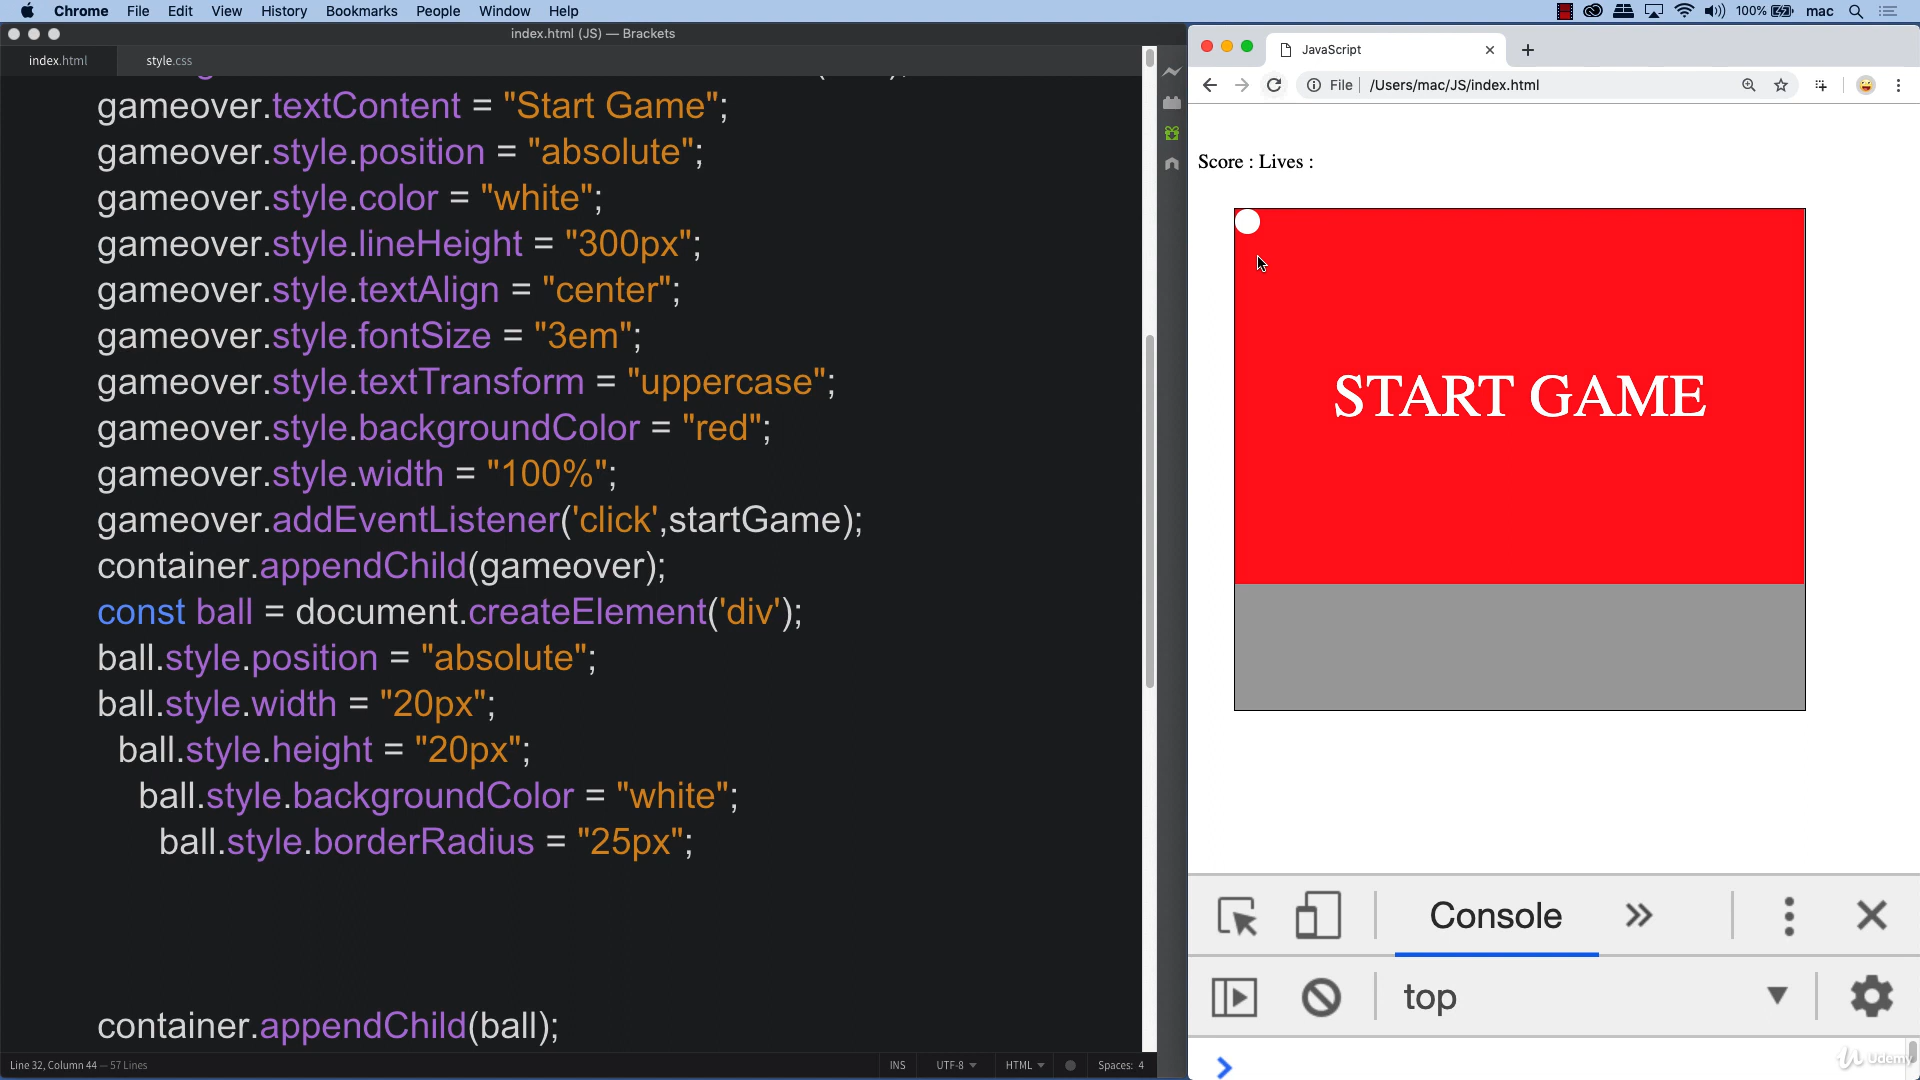 Chrome File Edit View History Bookmarks People Window Help 100% mac
index.html (JS) — Brackets
index.html style.css
gameover.textContent = "Start Game";
gameover.style.position = "absolute";
gameover.style.color = "white";
gameover.style.lineHeight = "300px";
gameover.style.textAlign = "center";
gameover.style.fontSize = "3em";
gameover.style.textTransform = "uppercase";
gameover.style.backgroundColor = "red";
gameover.style.width = "100%";
gameover.addEventListener('click',startGame);
container.appendChild(gameover);
const ball = document.createElement('div');
ball.style.position = "absolute";
ball.style.width = "20px";
ball.style.height = "20px";
ball.style.backgroundColor = "white";
ball.style.borderRadius = "25px";
container.appendChild(ball);
Line 32, Column 44 — 57 Lines
INS UTF-8 HTML Spaces: 4
JavaScript
File /Users/mac/JS/index.html
Score : Lives :
START GAME
Console
top
Udemy